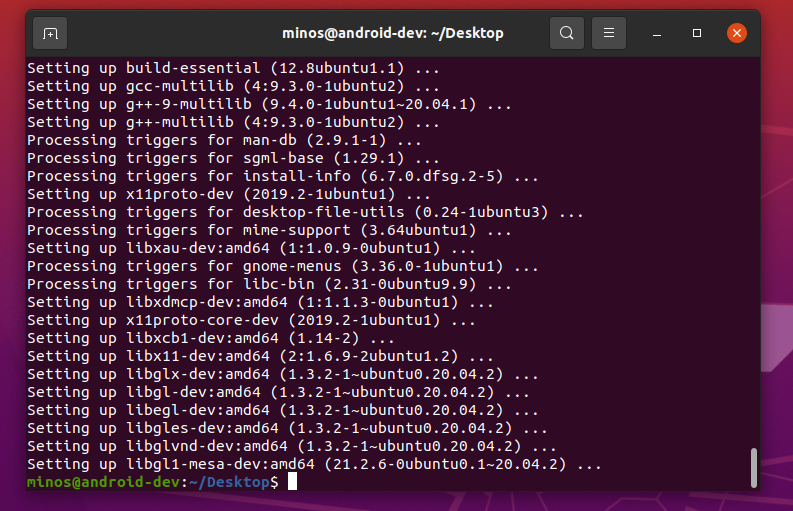 minos@android-dev: ~/Desktop
Setting up build-essential (12.8ubuntu1.1) ...
Setting up gcc-multilib (4:9.3.0-1ubuntu2) ...
Setting up g++-9-multilib (9.4.0-1ubuntu1~20.04.1) ...
Setting up g++-multilib (4:9.3.0-1ubuntu2) ...
Processing triggers for man-db (2.9.1-1) ...
Processing triggers for sgml-base (1.29.1) ...
Processing triggers for install-info (6.7.0.dfsg.2-5) ...
Setting up x11proto-dev (2019.2-1ubuntu1) ...
Processing triggers for desktop-file-utils (0.24-1ubuntu3) ...
Processing triggers for mime-support (3.64ubuntu1) ...
Setting up libxau-dev:amd64 (1:1.0.9-0ubuntu1) ...
Processing triggers for gnome-menus (3.36.0-1ubuntu1) ...
Processing triggers for libc-bin (2.31-0ubuntu9.9) ...
Setting up libxdmcp-dev:amd64 (1:1.1.3-0ubuntu1) ...
Setting up x11proto-core-dev (2019.2-1ubuntu1) ...
Setting up libxcb1-dev:amd64 (1.14-2) ...
Setting up libx11-dev:amd64 (2:1.6.9-2ubuntu1.2) ...
Setting up libglx-dev:amd64 (1.3.2-1~ubuntu0.20.04.2) ...
Setting up libgl-dev:amd64 (1.3.2-1~ubuntu0.20.04.2) ...
Setting up libegl-dev:amd64 (1.3.2-1~ubuntu0.20.04.2) ...
Setting up libgles-dev:amd64 (1.3.2-1~ubuntu0.20.04.2) ...
Setting up libglvnd-dev:amd64 (1.3.2-1~ubuntu0.20.04.2) ...
Setting up libgl1-mesa-dev:amd64 (21.2.6-0ubuntu0.1~20.04.2) ...
minos@android-dev:~/Desktop$